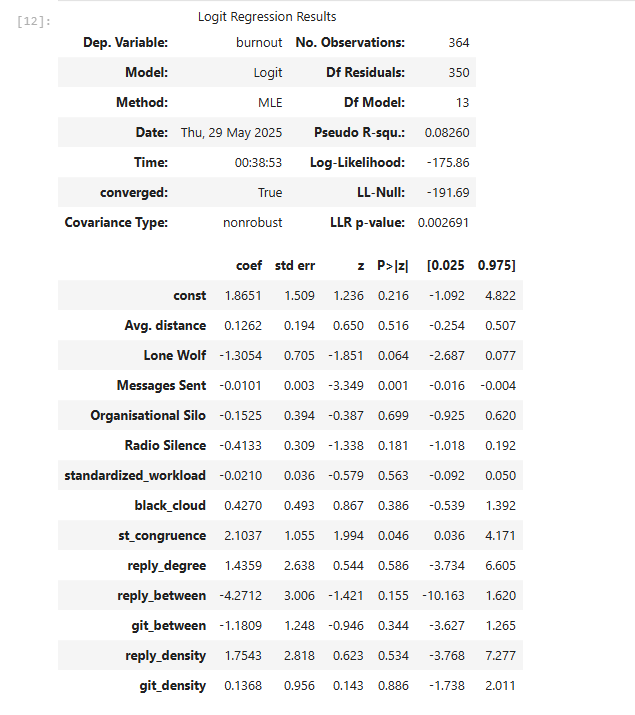 [12]:
Logit Regression Results
Dep. Variable: burnout No. Observations: 364
Model: Logit Df Residuals: 350
Method: MLE Df Model: 13
Date: Thu, 29 May 2025 Pseudo R-squ.: 0.08260
Time: 00:38:53 Log-Likelihood: -175.86
converged: True LL-Null: -191.69
Covariance Type: nonrobust LLR p-value: 0.002691
coef std err z P>|z| [0.025 0.975]
const 1.8651 1.509 1.236 0.216 -1.092 4.822
Avg. distance 0.1262 0.194 0.650 0.516 -0.254 0.507
Lone Wolf -1.3054 0.705 -1.851 0.064 -2.687 0.077
Messages Sent -0.0101 0.003 -3.349 0.001 -0.016 -0.004
Organisational Silo -0.1525 0.394 -0.387 0.699 -0.925 0.620
Radio Silence -0.4133 0.309 -1.338 0.181 -1.018 0.192
standardized_workload -0.0210 0.036 -0.579 0.563 -0.092 0.050
black_cloud 0.4270 0.493 0.867 0.386 -0.539 1.392
st_congruence 2.1037 1.055 1.994 0.046 0.036 4.171
reply_degree 1.4359 2.638 0.544 0.586 -3.734 6.605
reply_between -4.2712 3.006 -1.421 0.155 -10.163 1.620
git_between -1.1809 1.248 -0.946 0.344 -3.627 1.265
reply_density 1.7543 2.818 0.623 0.534 -3.768 7.277
git_density 0.1368 0.956 0.143 0.886 -1.738 2.011